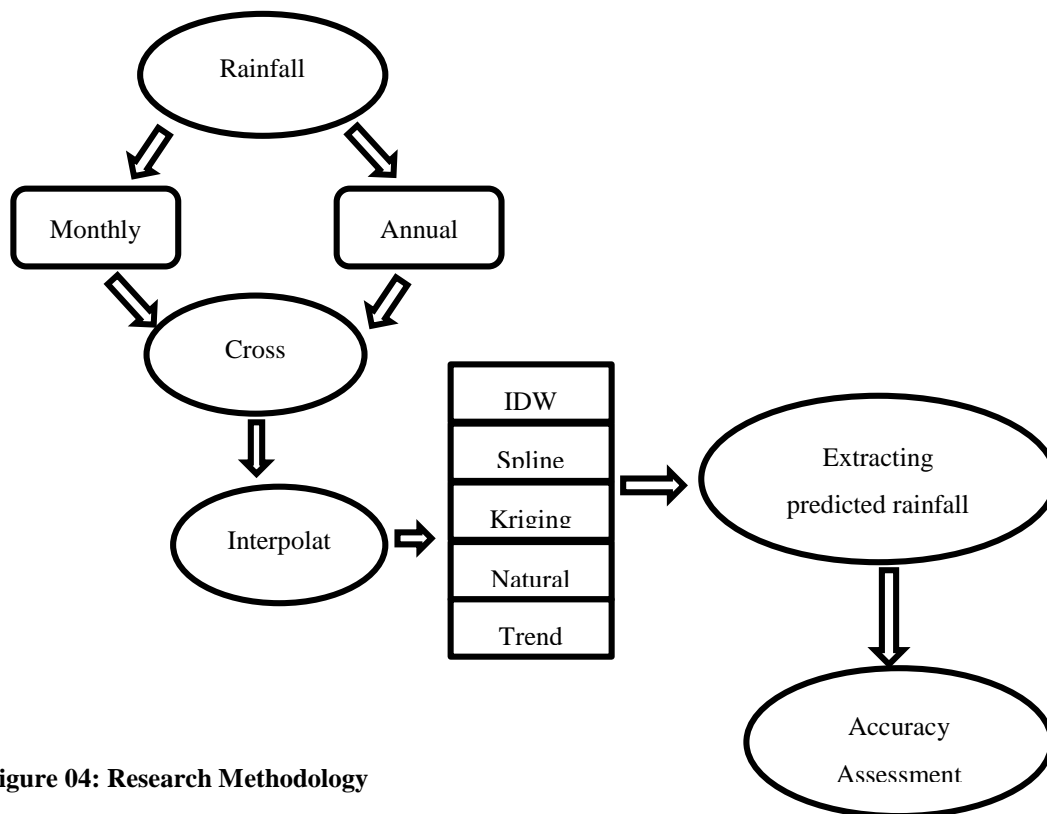 Rainfall
Monthly
Annual
Cross
Interpolat
IDW
Spline
Kriging
Natural
Trend
Extracting
predicted rainfall
Accuracy
Assessment
igure 04: Research Methodology